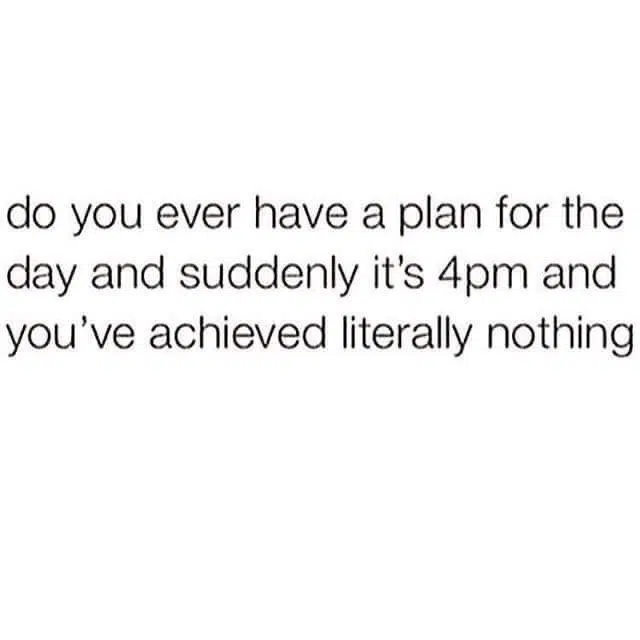 do you ever have a plan for the
day and suddenly it's 4pm and
you've achieved literally nothing